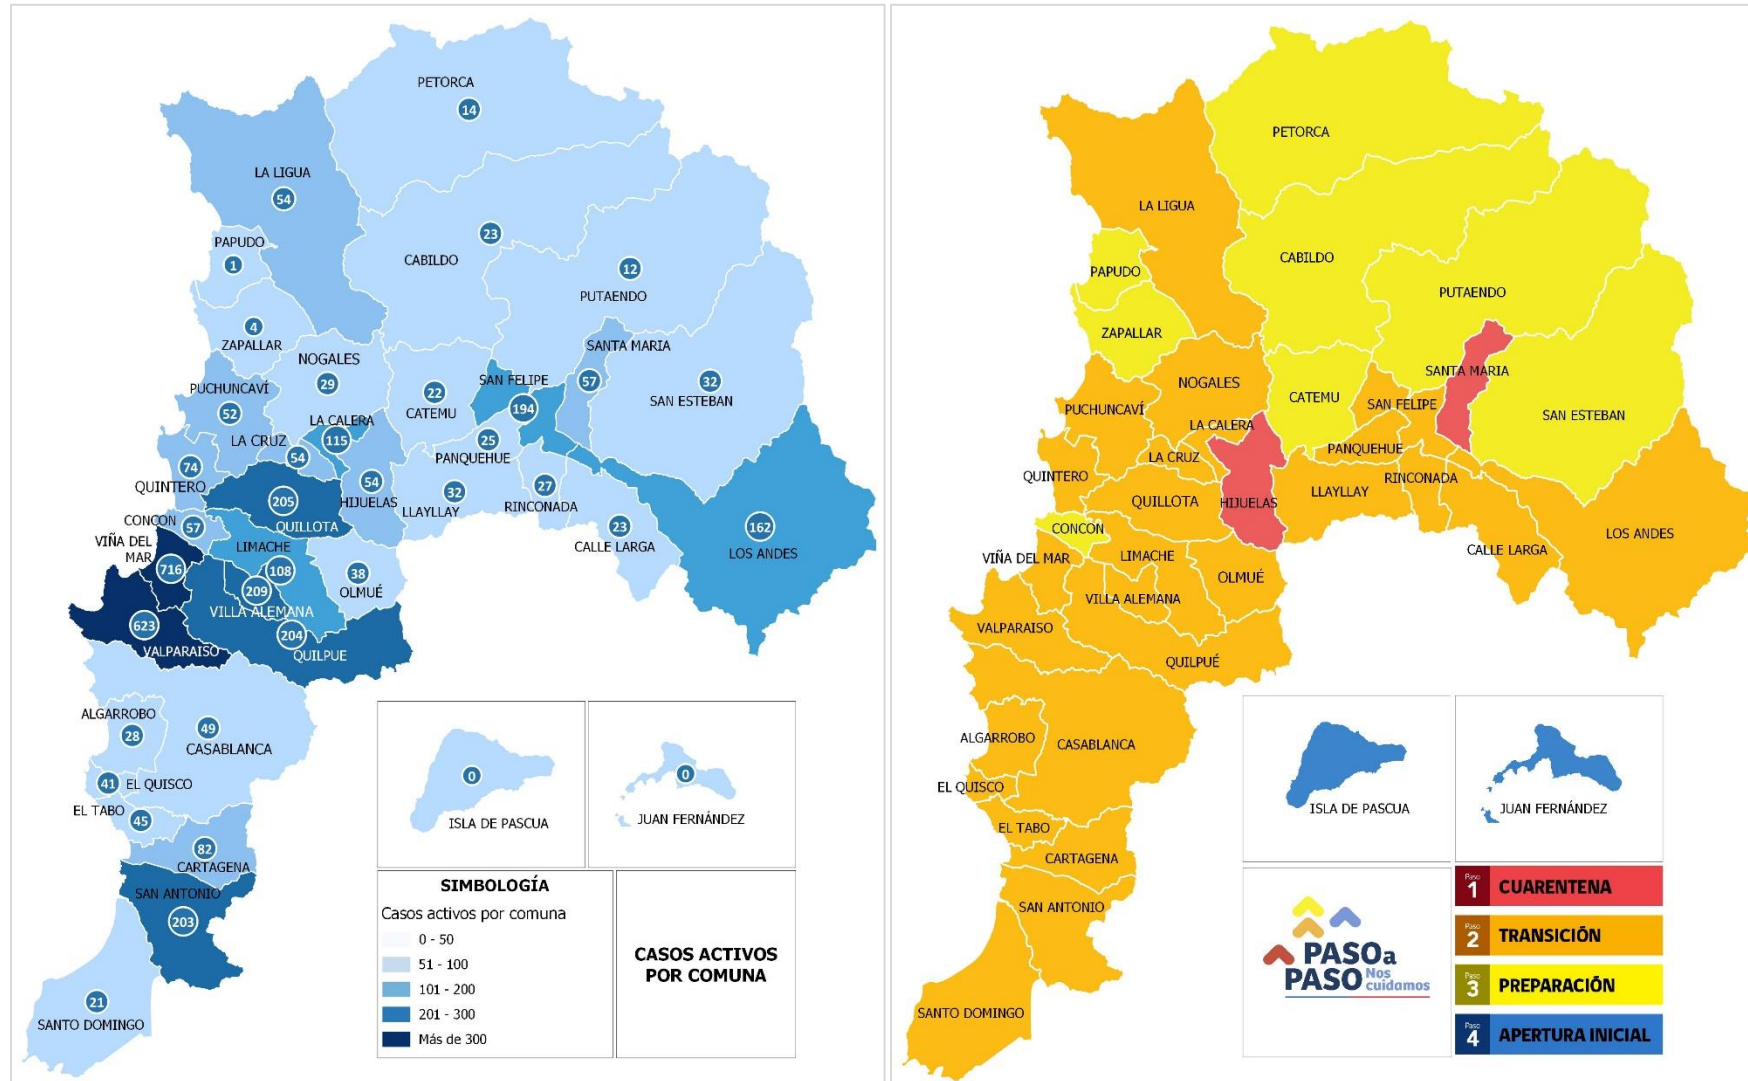 PETORCA
14
LA LIGUA
54
PAPUDO
1
23
CABILDO
12
PUTAENDO
4
ZAPALLAR
NOGALES
29
SANTA MARIA
57
32
SAN ESTEBAN
PUCHUNCAVÍ
52
22
CATEMU
SAN FELIPE
194
LA CALERA
115
LA CRUZ
54
25
PANQUEHUE
74
QUINTERO
54
HIJUELAS
32
LLAYLLAY
27
RINCONADA
205
QUILLOTA
CONCON
57
23
CALLE LARGA
162
LOS ANDES
VIÑA DEL
MAR
716
LIMACHE
108
38
OLMUÉ
209
VILLA ALEMANA
623
VALPARAISO
204
QUILPUE
ALGARROBO
28
49
CASABLANCA
41
EL QUISCO
EL TABO
45
82
CARTAGENA
SAN ANTONIO
203
21
SANTO DOMINGO
0
ISLA DE PASCUA
0
JUAN FERNÁNDEZ
SIMBOLOGÍA
Casos activos por comuna
0 - 50
51 - 100
101 - 200
201 - 300
Más de 300
CASOS ACTIVOS
POR COMUNA
PETORCA
LA LIGUA
CABILDO
PAPUDO
PUTAENDO
ZAPALLAR
SANTA MARIA
NOGALES
CATEMU
SAN FELIPE
SAN ESTEBAN
PUCHUNCAVÍ
LA CALERA
PANQUEHUE
LA CRUZ
QUINTERO
RINCONADA
LLAYLLAY
QUILLOTA
HIJUELAS
CONCON
LOS ANDES
CALLE LARGA
VIÑA DEL MAR
LIMACHE
OLMUÉ
VILLA ALEMANA
VALPARAISO
QUILPUÉ
ALGARROBO
CASABLANCA
EL QUISCO
EL TABO
CARTAGENA
SAN ANTONIO
SANTO DOMINGO
ISLA DE PASCUA
JUAN FERNÁNDEZ
PASO a
PASO Nos
cuidamos
Paso 1 CUARENTENA
Paso 2 TRANSICIÓN
Paso 3 PREPARACIÓN
Paso 4 APERTURA INICIAL